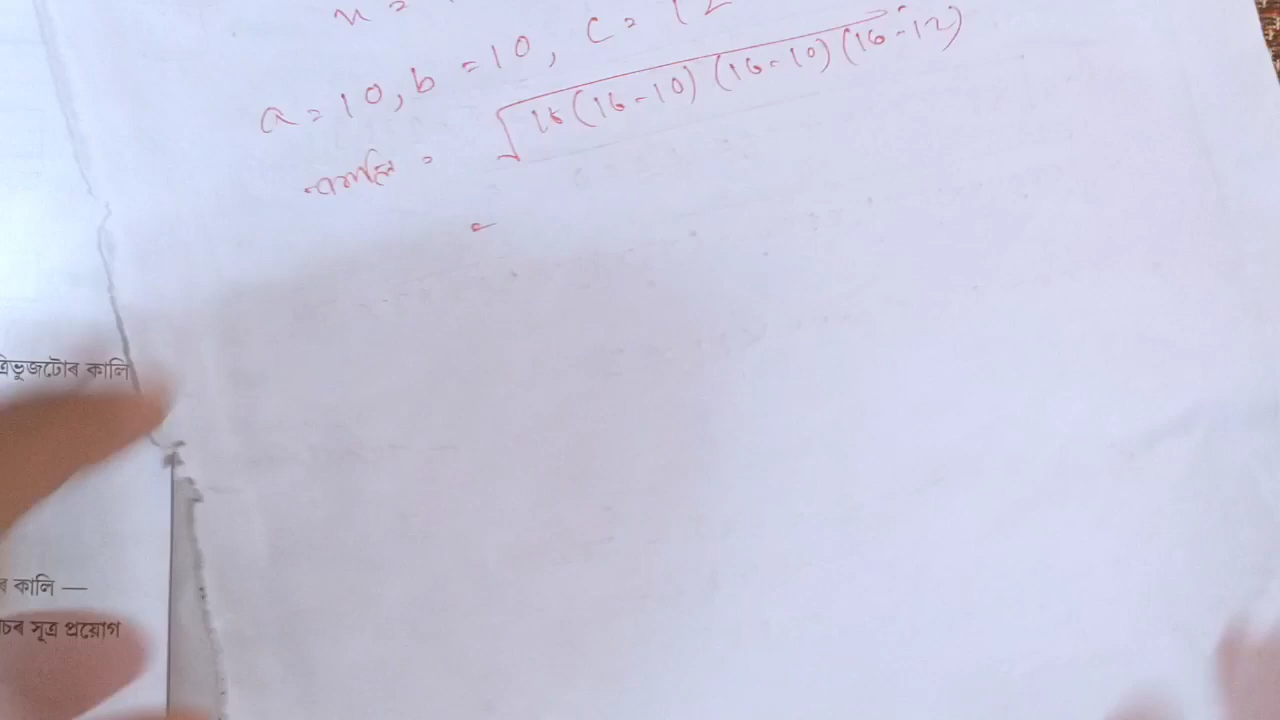 x =
a = 10, b = 10, c = 12
কালি = √16(16-10)(16-10)(16-12)
=
ত্ৰিভুজটোৰ কালি
ৰ কালি —
চৰ সূত্ৰ প্ৰয়োগ